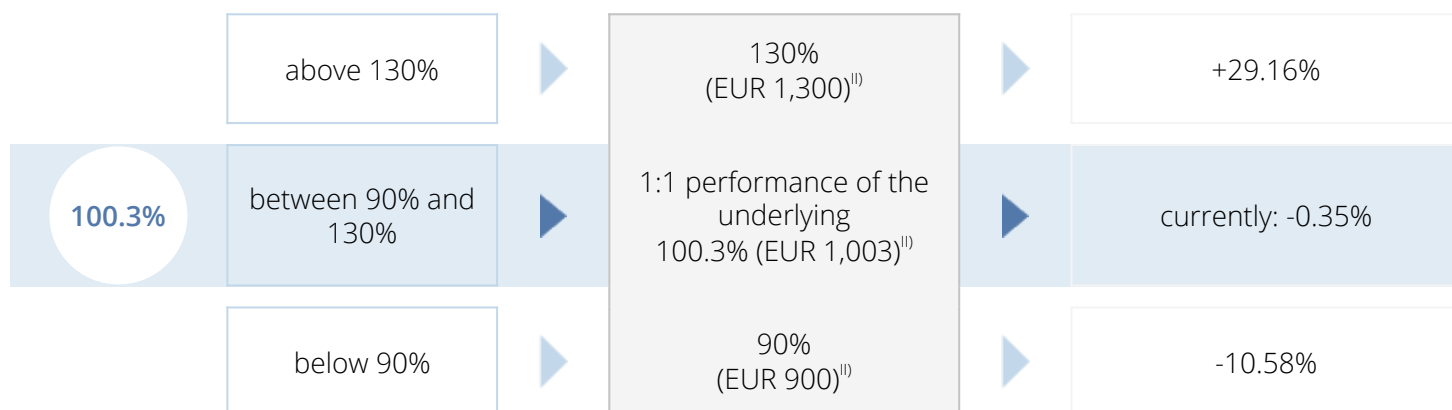 above 130%
130%
(EUR 1,300)II)
+29.16%
100.3%
between 90% and
130%
1:1 performance of the
underlying
100.3% (EUR 1,003)II)
currently: -0.35%
below 90%
90%
(EUR 900)II)
-10.58%